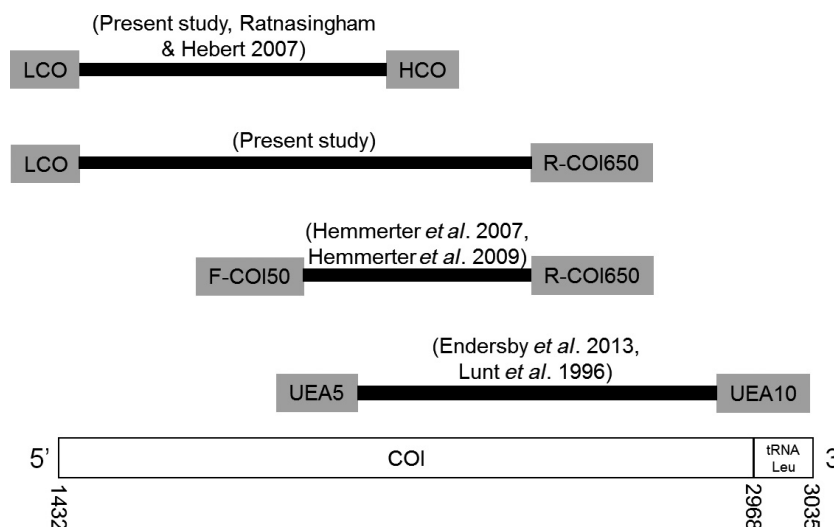 (Present study, Ratnasingham
& Hebert 2007)
LCO
HCO
(Present study)
LCO
R-COI650
(Hemmerter et al. 2007,
Hemmerter et al. 2009)
F-COI50
R-COI650
(Endersby et al. 2013,
Lunt et al. 1996)
UEA5
UEA10
5’
COI
tRNA
Leu
3
1432
2968
3035